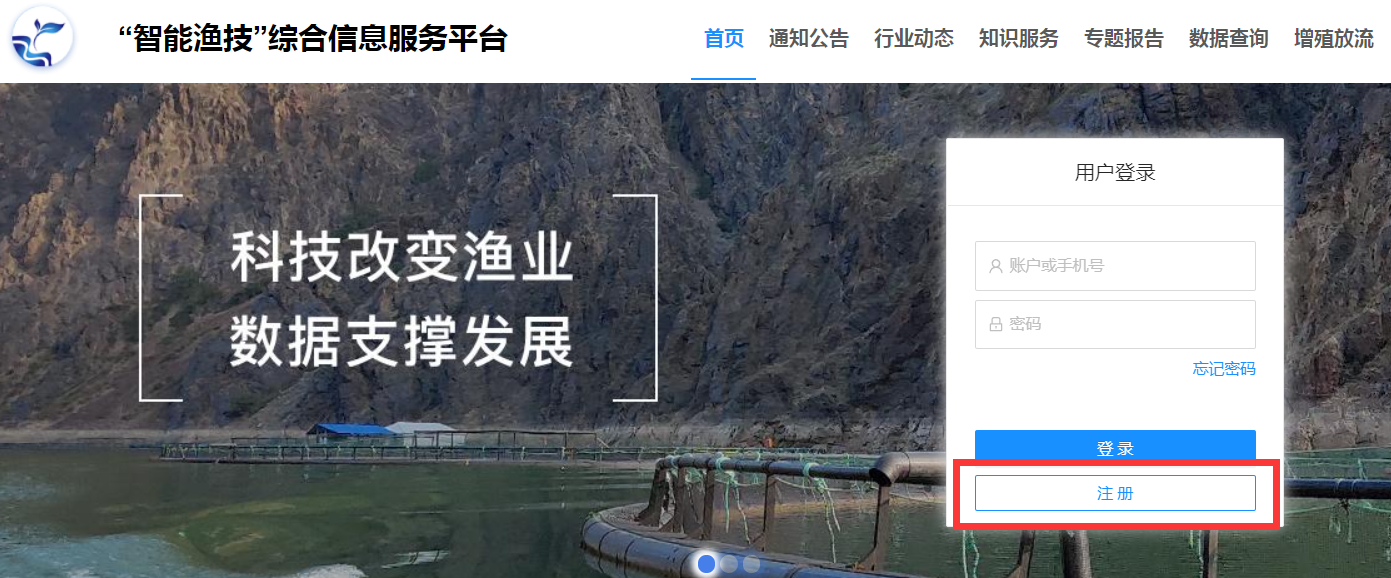 “智能渔技”综合信息服务平台
首页 通知公告 行业动态 知识服务 专题报告 数据查询 增殖放流
科技改变渔业
数据支撑发展
用户登录
账户或手机号
密码
忘记密码
登录
注册